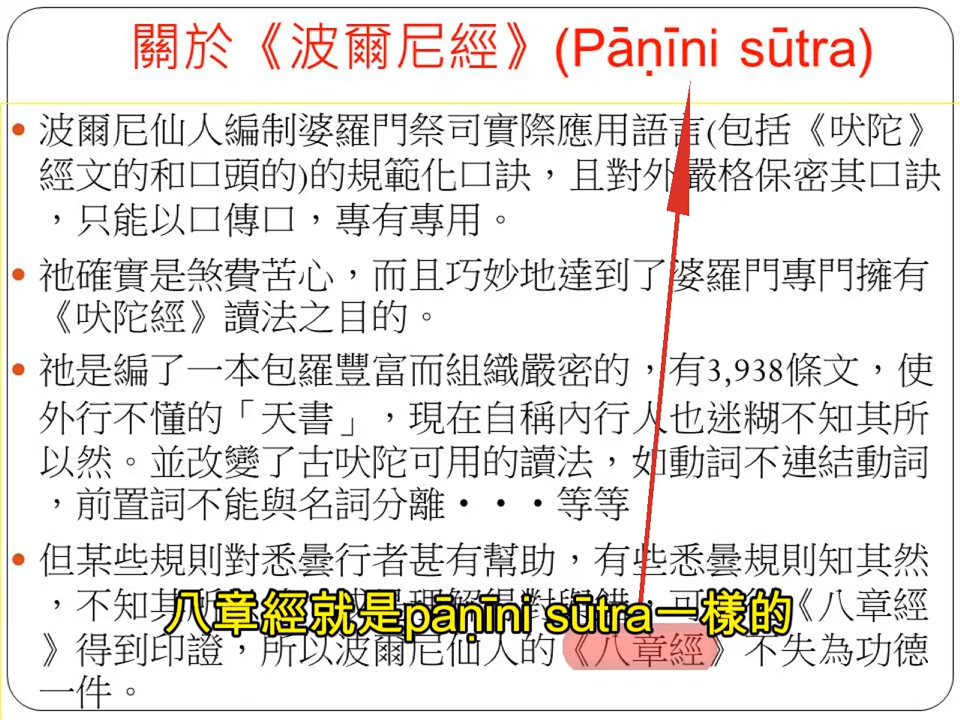 關於《波爾尼經》(Pāṇīni sūtra)
• 波爾尼仙人編制婆羅門祭司實際應用語言(包括《吠陀》
經文的和口頭的)的規範化口訣，且對外嚴格保密其口訣
，只能以口傳口，專有專用。
• 祂確實是煞費苦心，而且巧妙地達到了婆羅門專門擁有
《吠陀經》讀法之目的。
• 祂是編了一本包羅豐富而組織嚴密的，有3,938條文，使
外行不懂的「天書」，現在自稱內行人也迷糊不知其所
以然。並改變了古吠陀可用的讀法，如動詞不連結動詞
，前置詞不能與名詞分離・・・等等
• 但某些規則對悉曇行者甚有幫助，有些悉曇規則知其然
，不知其
《八章經
八章經就是pāṇīni sūtra一樣的
》得到印證，所以波爾尼仙人的《八章經》不失為功德
一件。